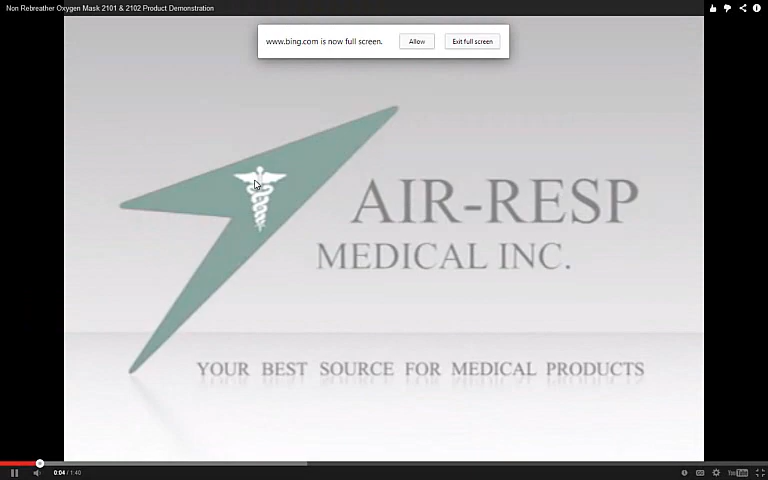 Non Rebreather Oxygen Mask 2101 & 2102 Product Demonstration
www.bing.com is now full screen.
Allow
Exit full screen
AIR-RESP
MEDICAL INC.
YOUR BEST SOURCE FOR MEDICAL PRODUCTS
0:04 / 1:40
YouTube